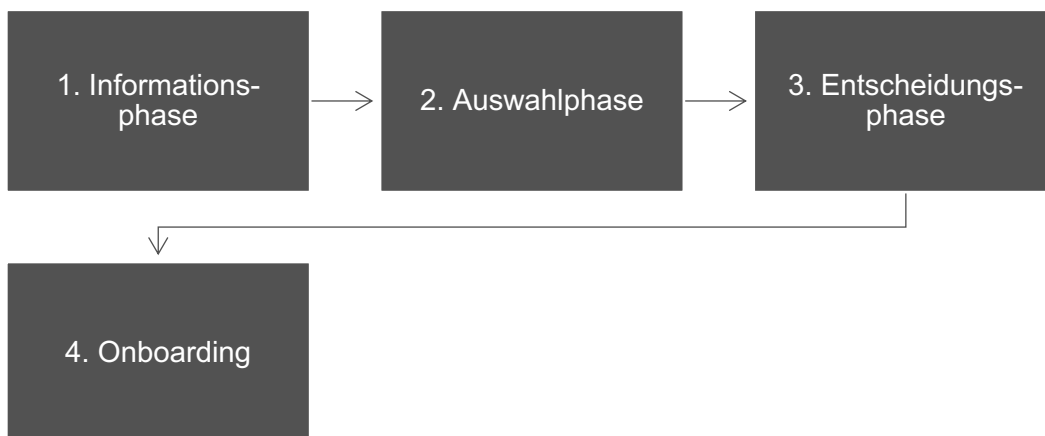 1. Informations-
phase
2. Auswahlphase
3. Entscheidungs-
phase
4. Onboarding